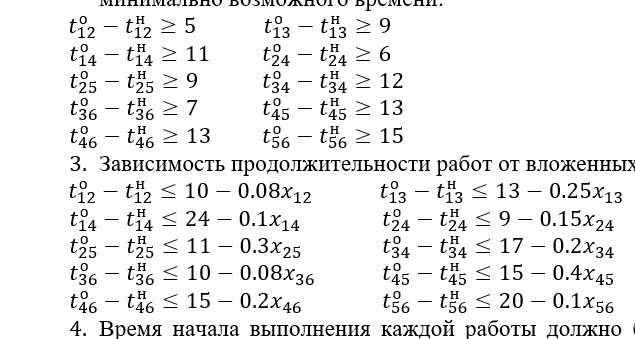 минимально возможного времени:
t₁₂ᵒ − t₁₂ᴴ ≥ 5 t₁₃ᵒ − t₁₃ᴴ ≥ 9
t₁₄ᵒ − t₁₄ᴴ ≥ 11 t₂₄ᵒ − t₂₄ᴴ ≥ 6
t₂₅ᵒ − t₂₅ᴴ ≥ 9 t₃₄ᵒ − t₃₄ᴴ ≥ 12
t₃₆ᵒ − t₃₆ᴴ ≥ 7 t₄₅ᵒ − t₄₅ᴴ ≥ 13
t₄₆ᵒ − t₄₆ᴴ ≥ 13 t₅₆ᵒ − t₅₆ᴴ ≥ 15
3. Зависимость продолжительности работ от вложенных
t₁₂ᵒ − t₁₂ᴴ ≤ 10 − 0.08x₁₂ t₁₃ᵒ − t₁₃ᴴ ≤ 13 − 0.25x₁₃
t₁₄ᵒ − t₁₄ᴴ ≤ 24 − 0.1x₁₄ t₂₄ᵒ − t₂₄ᴴ ≤ 9 − 0.15x₂₄
t₂₅ᵒ − t₂₅ᴴ ≤ 11 − 0.3x₂₅ t₃₄ᵒ − t₃₄ᴴ ≤ 17 − 0.2x₃₄
t₃₆ᵒ − t₃₆ᴴ ≤ 10 − 0.08x₃₆ t₄₅ᵒ − t₄₅ᴴ ≤ 15 − 0.4x₄₅
t₄₆ᵒ − t₄₆ᴴ ≤ 15 − 0.2x₄₆ t₅₆ᵒ − t₅₆ᴴ ≤ 20 − 0.1x₅₆
4. Время начала выполнения каждой работы должно